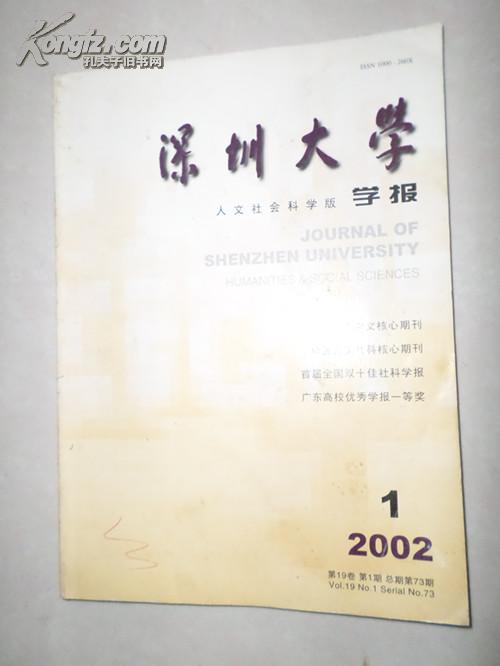 Kongfz.com
孔夫子旧书网
ISSN 1000-260X
深圳大学
人文社会科学版 学报
JOURNAL OF
SHENZHEN UNIVERSITY
HUMANITIES & SOCIAL SCIENCES
文核心期刊
核心期刊
首届全国双十佳社科学报
广东高校优秀学报一等奖
1
2002
第19卷 第1期 总期第73期
Vol.19 No.1 Serial No.73